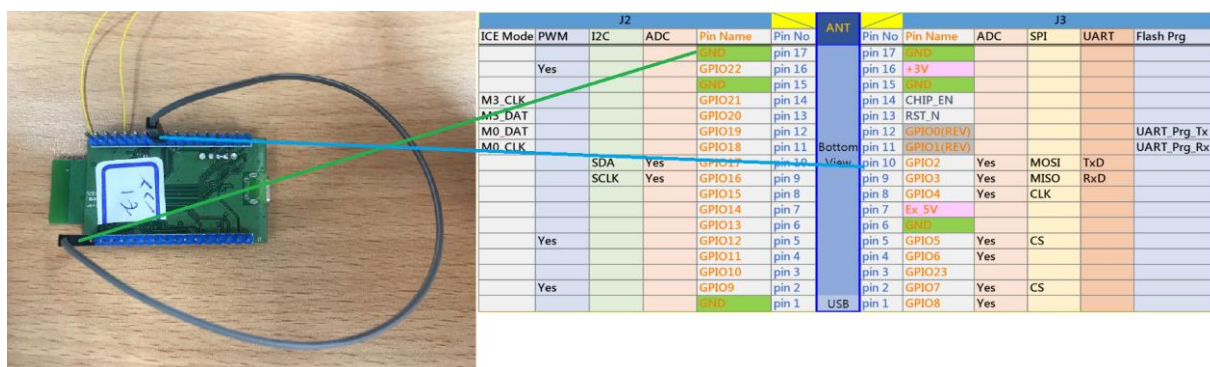 J2 ANT J3
ICE Mode PWM I2C ADC Pin Name Pin No Pin No Pin Name ADC SPI UART Flash Prg
GND pin 17 pin 17 GND
Yes GPIO22 pin 16 pin 16 +3V
GND pin 15 pin 15 GND
M3_CLK GPIO21 pin 14 pin 14 CHIP_EN
M3_DAT GPIO20 pin 13 pin 13 RST_N
M0_DAT GPIO19 pin 12 pin 12 GPIO0(REV) UART_Prg_Tx
M0_CLK GPIO18 pin 11 Bottom pin 11 GPIO1(REV) UART_Prg_Rx
SDA Yes GPIO17 pin 10 View pin 10 GPIO2 Yes MOSI TxD
SCLK Yes GPIO16 pin 9 pin 9 GPIO3 Yes MISO RxD
GPIO15 pin 8 pin 8 GPIO4 Yes CLK
GPIO14 pin 7 pin 7 Ex_5V
GPIO13 pin 6 pin 6 GND
Yes GPIO12 pin 5 pin 5 GPIO5 Yes CS
GPIO11 pin 4 pin 4 GPIO6 Yes
GPIO10 pin 3 pin 3 GPIO23
Yes GPIO9 pin 2 pin 2 GPIO7 Yes CS
GND pin 1 USB pin 1 GPIO8 Yes